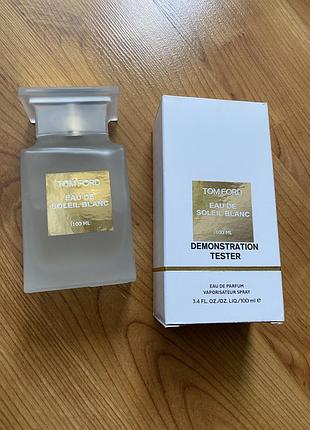 TOM FORD
EAU DE
SOLEIL BLANC
100 ML
TOM FORD
EAU DE
SOLEIL BLANC
100 ML
DEMONSTRATION
TESTER
EAU DE PARFUM
VAPORISATEUR SPRAY
3.4 FL. OZ./OZ. LIQ/100 ml e